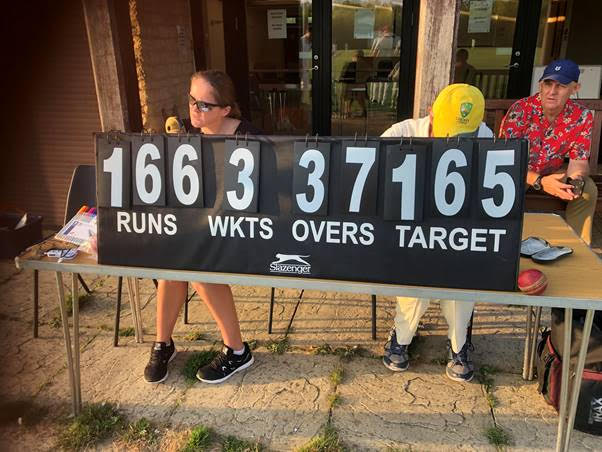 166 3 37 165
RUNS WKTS OVERS TARGET
Slazenger